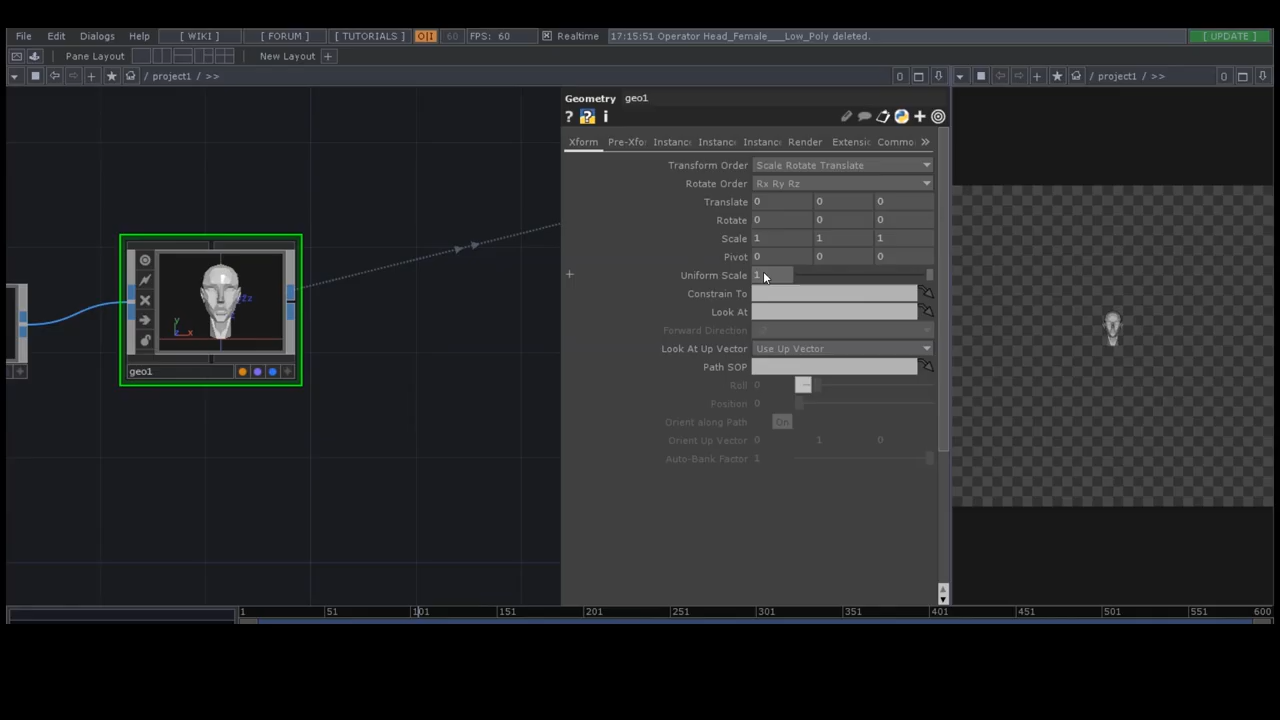 File Edit Dialogs Help [ WIKI ] [ FORUM ] [ TUTORIALS ] O|I 60 FPS: 60 Realtime 17:15:51 Operator Head_Female___Low_Poly deleted. [ UPDATE ]
Pane Layout New Layout +
/ project1 / >> 0 / project1 / >> 0
Geometry geo1
? ? i
Xform Pre-Xfo Instanc Instanc Instanc Render Extensi Commo
Transform Order Scale Rotate Translate
Rotate Order Rx Ry Rz
Translate 0 0 0
Rotate 0 0 0
Scale 1 1 1
Pivot 0 0 0
+ Uniform Scale 1
Constrain To
Look At
Forward Direction -Z
Look At Up Vector Use Up Vector
Path SOP
Roll 0
Position 0
Orient along Path On
Orient Up Vector 0 1 0
Auto-Bank Factor 1
y
z x
geo1
1 51 101 151 201 251 301 351 401 451 501 551 600